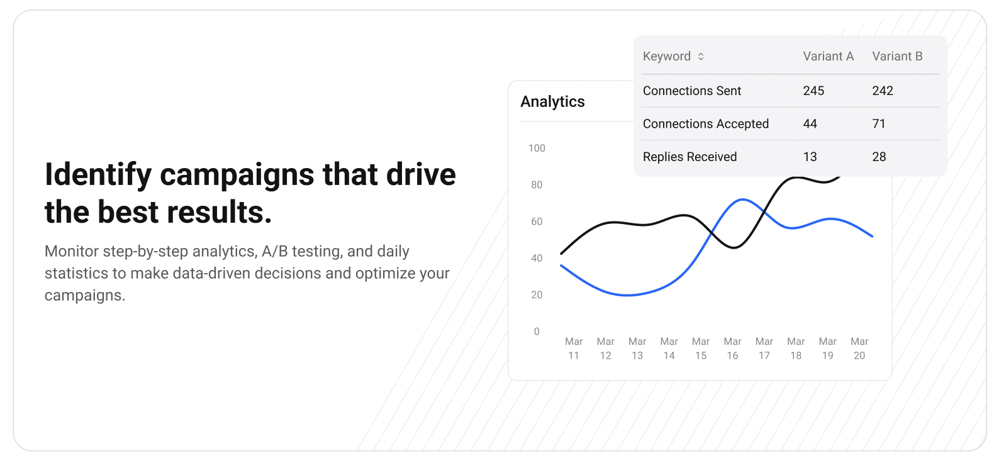 Identify campaigns that drive
the best results.
Monitor step-by-step analytics, A/B testing, and daily
statistics to make data-driven decisions and optimize your
campaigns.
Keyword Variant A Variant B
Connections Sent 245 242
Connections Accepted 44 71
Replies Received 13 28
Analytics
100
80
60
40
20
0
Mar Mar Mar Mar Mar Mar Mar Mar Mar Mar
11 12 13 14 15 16 17 18 19 20